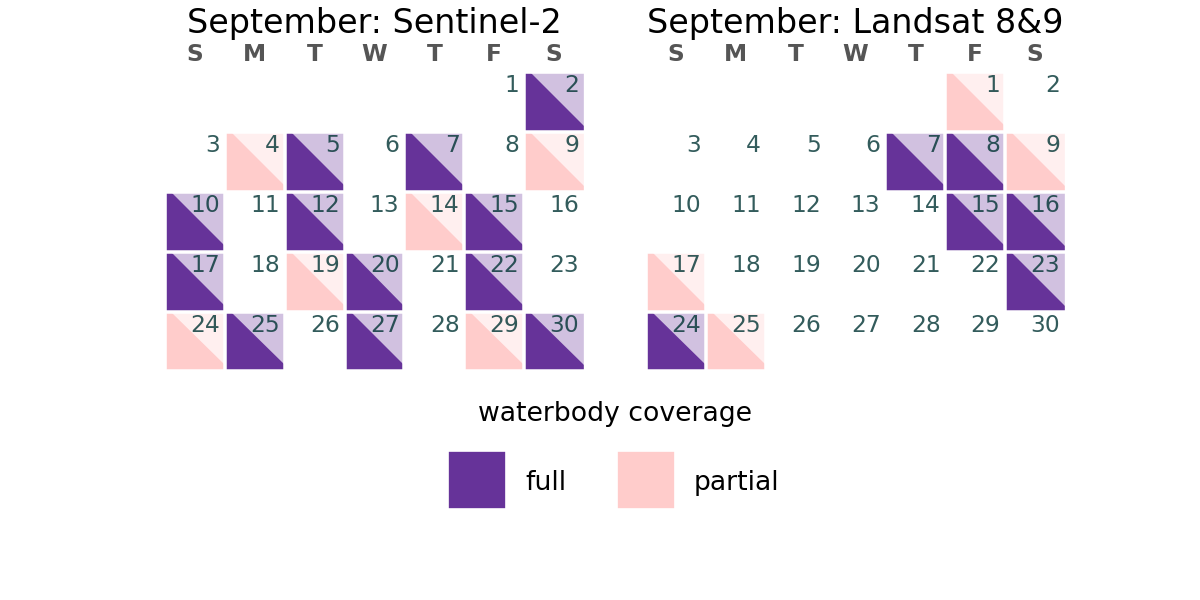 September: Sentinel-2
S M T W T F S
1 2
3 4 5 6 7 8 9
10 11 12 13 14 15 16
17 18 19 20 21 22 23
24 25 26 27 28 29 30
September: Landsat 8&9
S M T W T F S
1 2
3 4 5 6 7 8 9
10 11 12 13 14 15 16
17 18 19 20 21 22 23
24 25 26 27 28 29 30
waterbody coverage
full partial